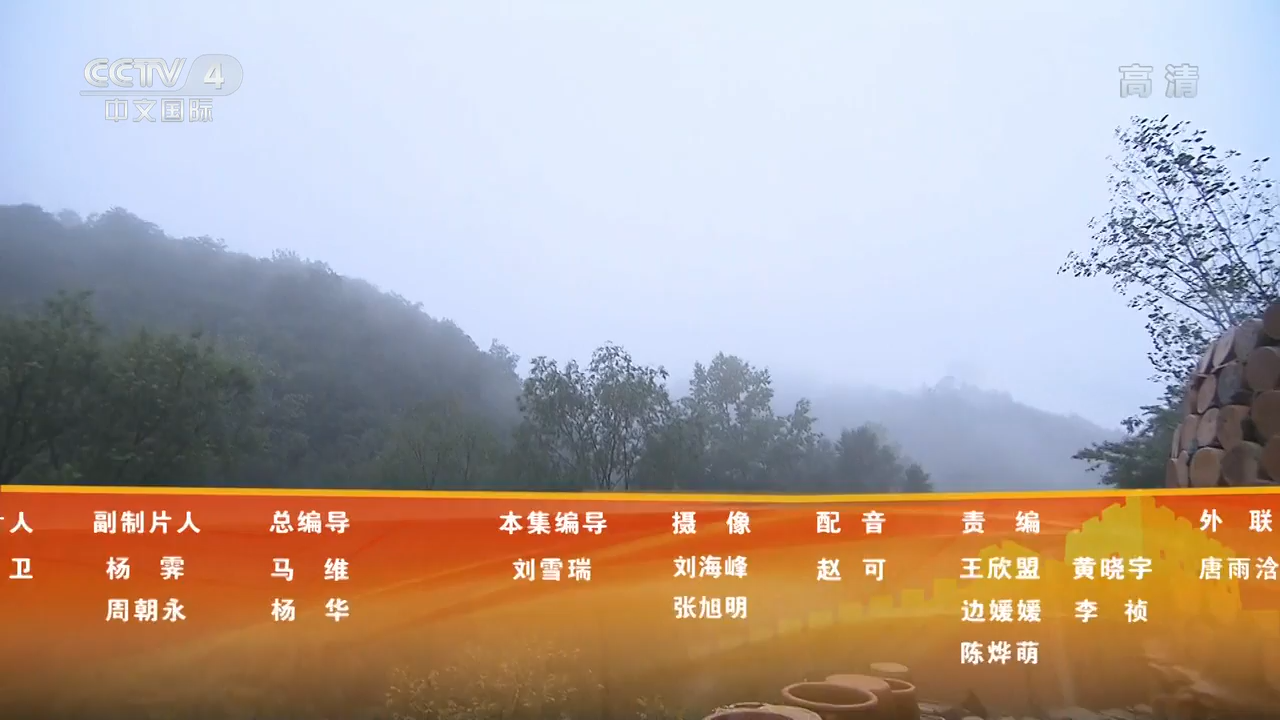 CCTV 4
中文国际
高清
人 副制片人 总编导 本集编导 摄 像 配 音 责 编 外 联
卫 杨 霁 马 维 刘雪瑞 刘海峰 赵 可 王欣盟 黄晓宇 唐雨浛
周朝永 杨 华 张旭明 边媛媛 李 祯
陈烨萌